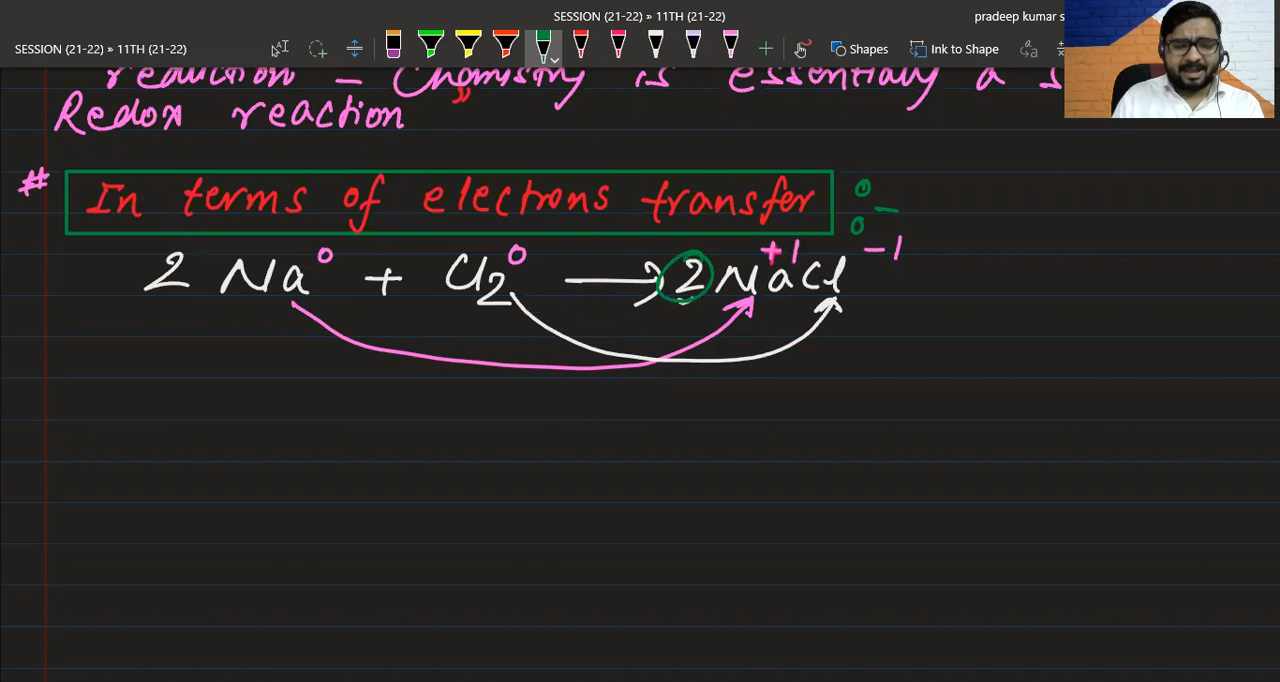 SESSION (21-22) » 11TH (21-22)
pradeep kumar s
SESSION (21-22) » 11TH (21-22)
Shapes
Ink to Shape
reduction – Chemistry is essentially a s
Redox reaction
# In terms of electrons transfer :–
2 Na⁰ + Cl₂⁰ → 2 Na⁺¹Cl⁻¹